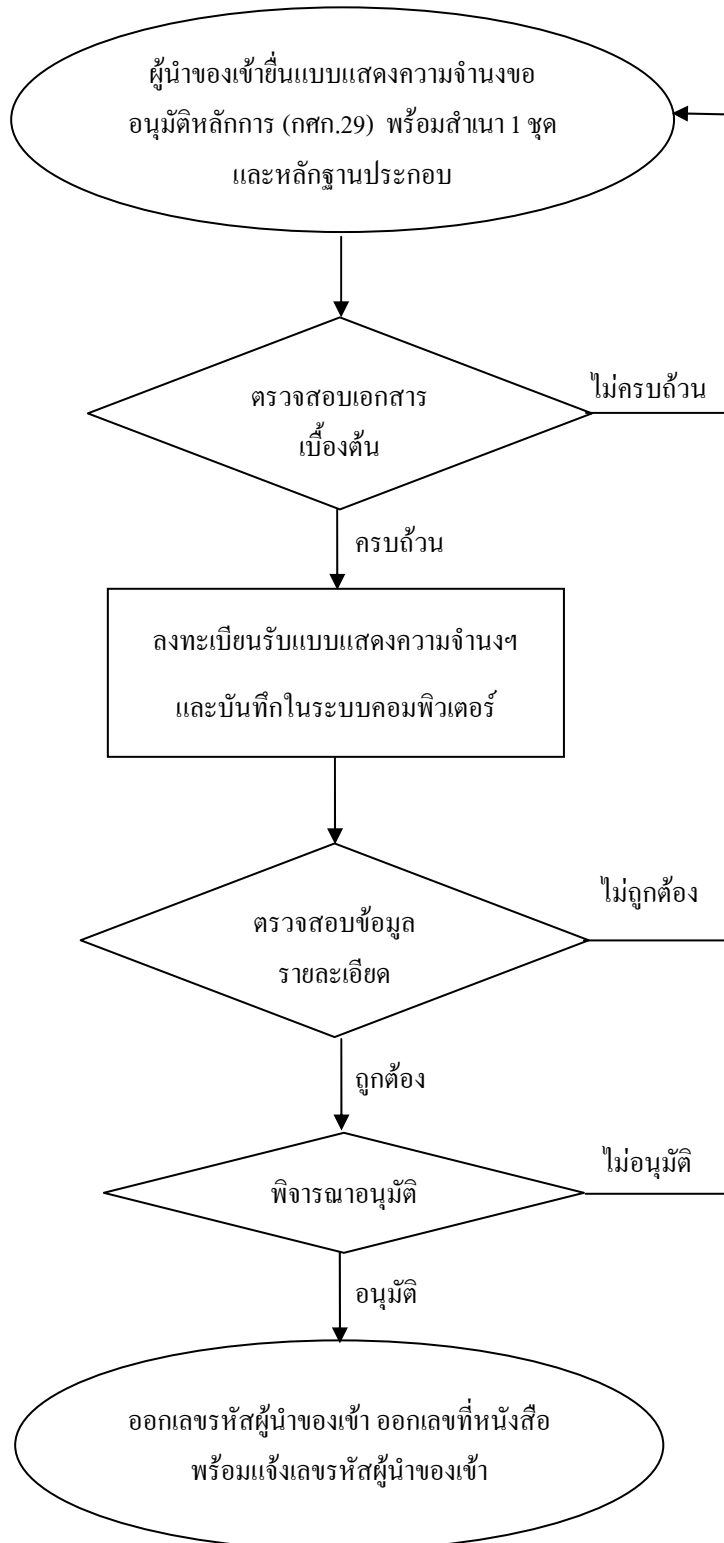 ผู้นำของเข้ายื่นแบบแสดงความจำนงขอ
อนุมัติหลักการ (กศก.29) พร้อมสำเนา 1 ชุด
และหลักฐานประกอบ
ตรวจสอบเอกสาร
เบื้องต้น
ไม่ครบถ้วน
ครบถ้วน
ลงทะเบียนรับแบบแสดงความจำนงฯ
และบันทึกในระบบคอมพิวเตอร์
ตรวจสอบข้อมูล
รายละเอียด
ไม่ถูกต้อง
ถูกต้อง
พิจารณาอนุมัติ
ไม่อนุมัติ
อนุมัติ
ออกเลขรหัสผู้นำของเข้า ออกเลขที่หนังสือ
พร้อมแจ้งเลขรหัสผู้นำของเข้า